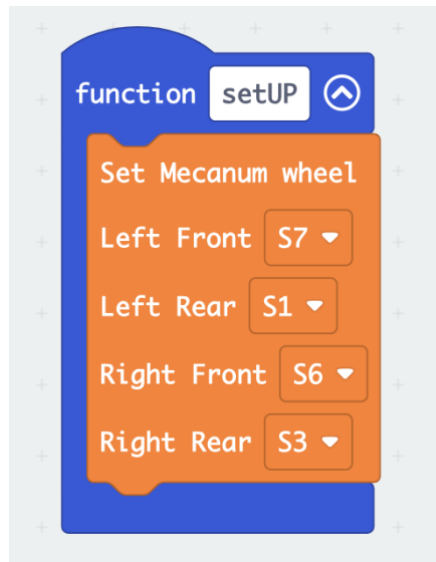 function setUP
Set Mecanum wheel
Left Front S7
Left Rear S1
Right Front S6
Right Rear S3